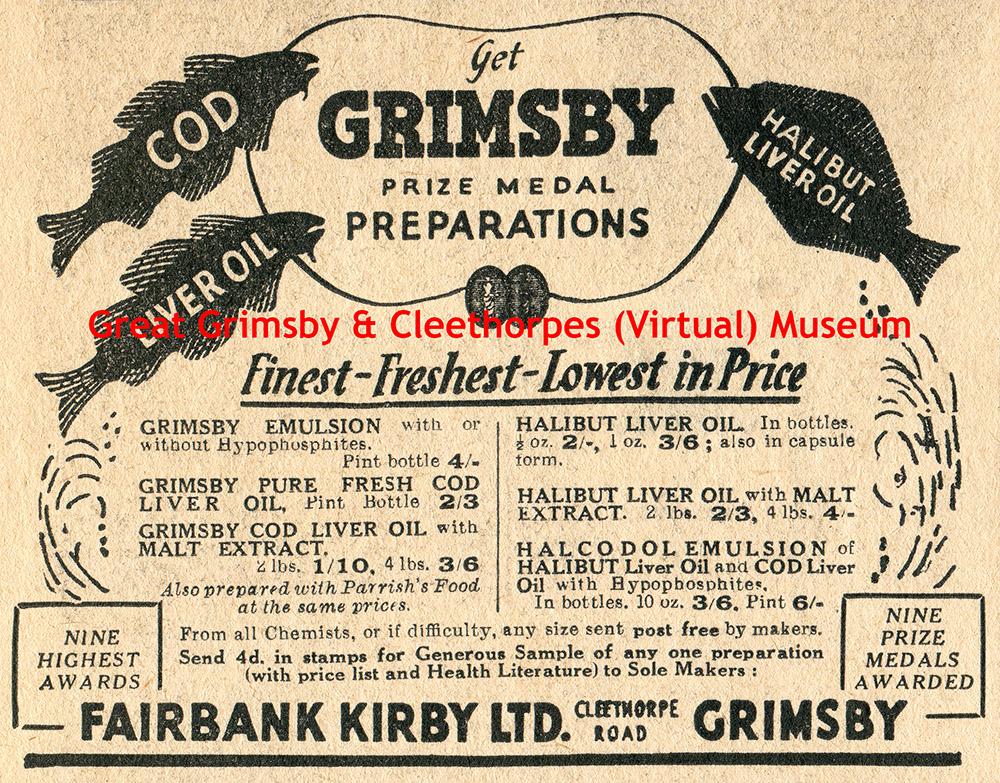 Get
GRIMSBY
PRIZE MEDAL
PREPARATIONS
COD
LIVER OIL
HALIBUT
LIVER OIL
Great Grimsby & Cleethorpes (Virtual) Museum
Finest-Freshest-Lowest in Price
GRIMSBY EMULSION with or
without Hypophosphites.
Pint bottle 4/-
GRIMSBY PURE FRESH COD
LIVER OIL, Pint Bottle 2/3
GRIMSBY COD LIVER OIL with
MALT EXTRACT.
2 lbs. 1/10, 4 lbs. 3/6
Also prepared with Parrish's Food
at the same prices.
HALIBUT LIVER OIL. In bottles.
½ oz. 2/-, 1 oz. 3/6; also in capsule
form.
HALIBUT LIVER OIL with MALT
EXTRACT. 2 lbs. 2/3, 4 lbs. 4/-
HALCODOL EMULSION of
HALIBUT Liver Oil and COD Liver
Oil with Hypophosphites.
In bottles. 10 oz. 3/6. Pint 6/-
From all Chemists, or if difficulty, any size sent post free by makers.
Send 4d. in stamps for Generous Sample of any one preparation
(with price list and Health Literature) to Sole Makers :
NINE
HIGHEST
AWARDS
NINE
PRIZE
MEDALS
AWARDED
FAIRBANK KIRBY LTD. CLEETHORPE ROAD GRIMSBY